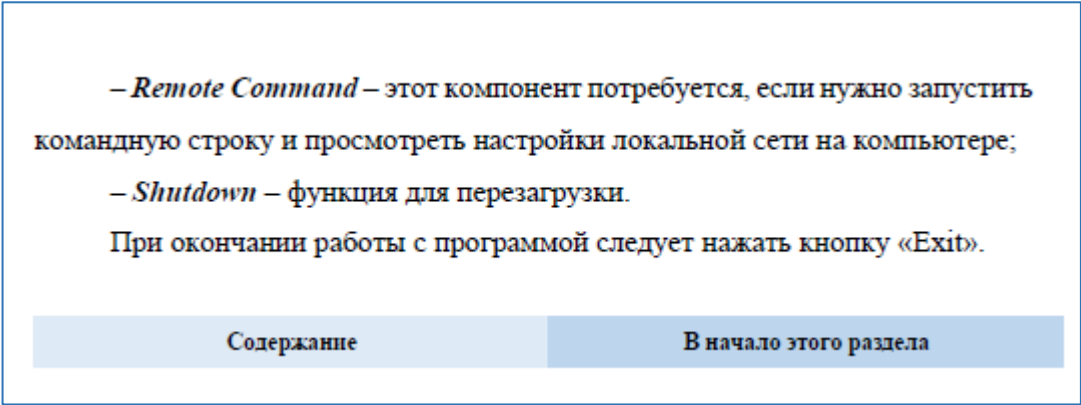 – Remote Command – этот компонент потребуется, если нужно запустить
командную строку и просмотреть настройки локальной сети на компьютере;
– Shutdown – функция для перезагрузки.
При окончании работы с программой следует нажать кнопку «Exit».
Содержание
В начало этого раздела